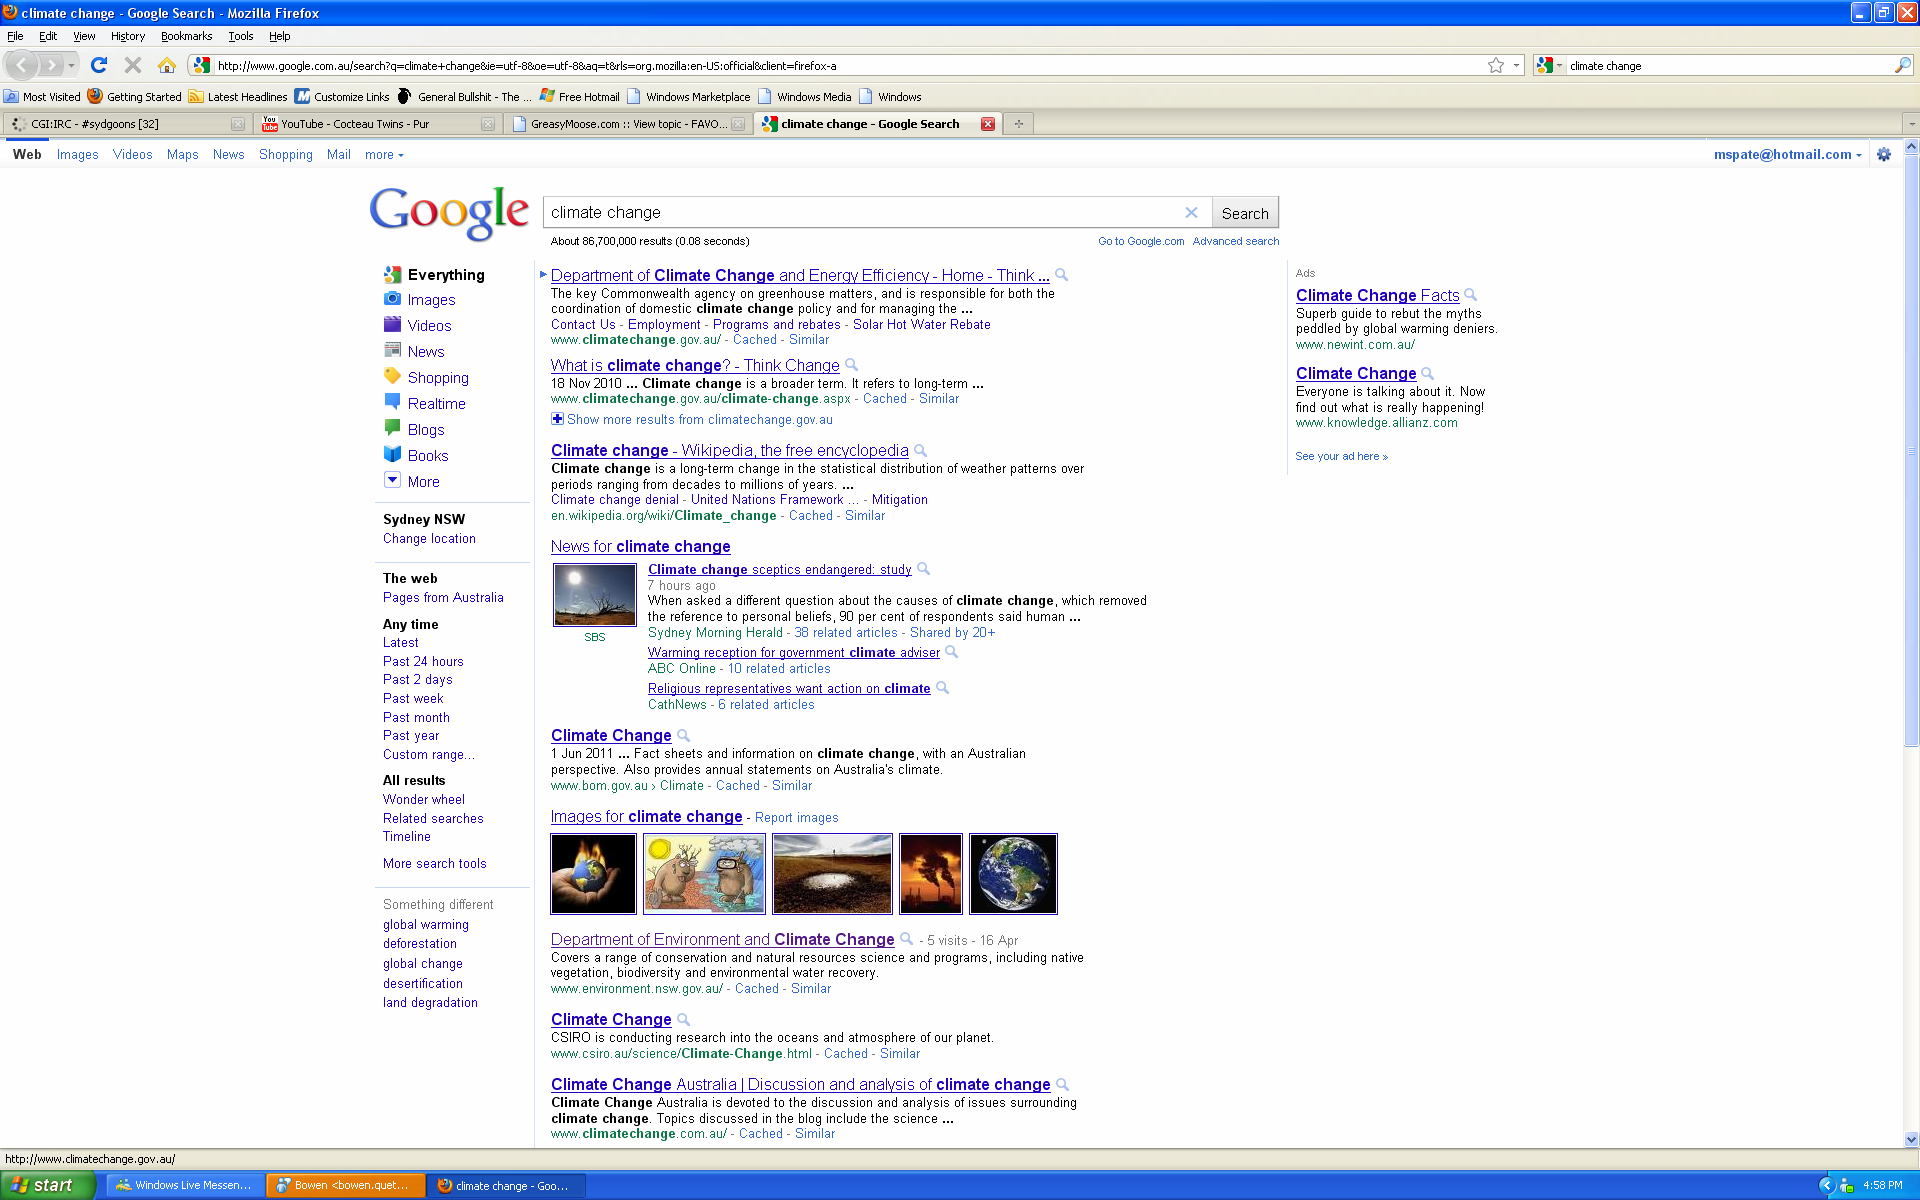 climate change - Google Search - Mozilla Firefox
File Edit View History Bookmarks Tools Help
http://www.google.com.au/search?q=climate+change&ie=utf-8&oe=utf-8&aq=t&rls=org.mozilla:en-US:official&client=firefox-a
climate change
Most Visited Getting Started Latest Headlines Customize Links General Bullshit - The ... Free Hotmail Windows Marketplace Windows Media Windows
CGI:IRC - #sydgoons [32] YouTube - Cocteau Twins - Pur GreasyMoose.com :: View topic - FAVO... climate change - Google Search
Web Images Videos Maps News Shopping Mail more mspate@hotmail.com
Google climate change Search
About 86,700,000 results (0.08 seconds) Go to Google.com Advanced search
Everything
Images
Videos
News
Shopping
Realtime
Blogs
Books
More
Sydney NSW
Change location
The web
Pages from Australia
Any time
Latest
Past 24 hours
Past 2 days
Past week
Past month
Past year
Custom range...
All results
Wonder wheel
Related searches
Timeline
More search tools
Something different
global warming
deforestation
global change
desertification
land degradation
Department of Climate Change and Energy Efficiency - Home - Think ...
The key Commonwealth agency on greenhouse matters, and is responsible for both the
coordination of domestic climate change policy and for managing the ...
Contact Us - Employment - Programs and rebates - Solar Hot Water Rebate
www.climatechange.gov.au/ - Cached - Similar
What is climate change? - Think Change
18 Nov 2010 ... Climate change is a broader term. It refers to long-term ...
www.climatechange.gov.au/climate-change.aspx - Cached - Similar
Show more results from climatechange.gov.au
Climate change - Wikipedia, the free encyclopedia
Climate change is a long-term change in the statistical distribution of weather patterns over
periods ranging from decades to millions of years. ...
Climate change denial - United Nations Framework ... - Mitigation
en.wikipedia.org/wiki/Climate_change - Cached - Similar
News for climate change
SBS
Climate change sceptics endangered: study
7 hours ago
When asked a different question about the causes of climate change, which removed
the reference to personal beliefs, 90 per cent of respondents said human ...
Sydney Morning Herald - 38 related articles - Shared by 20+
Warming reception for government climate adviser
ABC Online - 10 related articles
Religious representatives want action on climate
CathNews - 6 related articles
Climate Change
1 Jun 2011 ... Fact sheets and information on climate change, with an Australian
perspective. Also provides annual statements on Australia's climate.
www.bom.gov.au › Climate - Cached - Similar
Images for climate change - Report images
Department of Environment and Climate Change - 5 visits - 16 Apr
Covers a range of conservation and natural resources science and programs, including native
vegetation, biodiversity and environmental water recovery.
www.environment.nsw.gov.au/ - Cached - Similar
Climate Change
CSIRO is conducting research into the oceans and atmosphere of our planet.
www.csiro.au/science/Climate-Change.html - Cached - Similar
Climate Change Australia | Discussion and analysis of climate change
Climate Change Australia is devoted to the discussion and analysis of issues surrounding
climate change. Topics discussed in the blog include the science ...
www.climatechange.com.au/ - Cached - Similar
Ads
Climate Change Facts
Superb guide to rebut the myths
peddled by global warming deniers.
www.newint.com.au/
Climate Change
Everyone is talking about it. Now
find out what is really happening!
www.knowledge.allianz.com
See your ad here »
http://www.climatechange.gov.au/
start Windows Live Messen... Bowen <bowen.quet... climate change - Goo... 4:58 PM